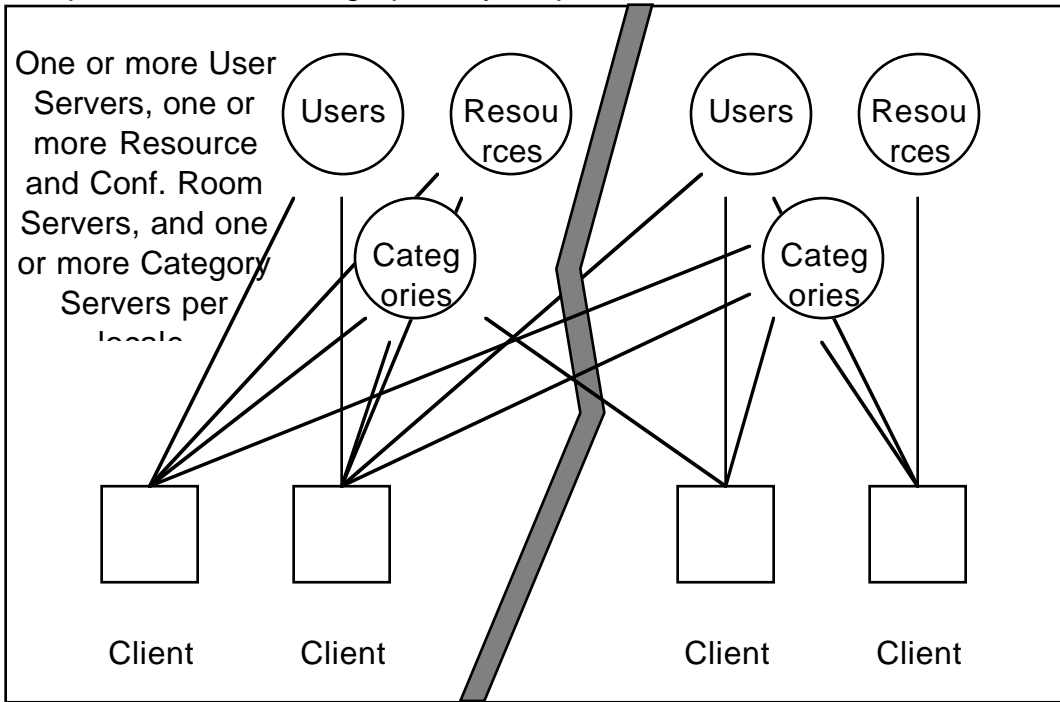 One or more User
Servers, one or
more Resource
and Conf. Room
Servers, and one
or more Category
Servers per
locale
Users
Resou
rces
Categ
ories
Users
Resou
rces
Categ
ories
Client
Client
Client
Client